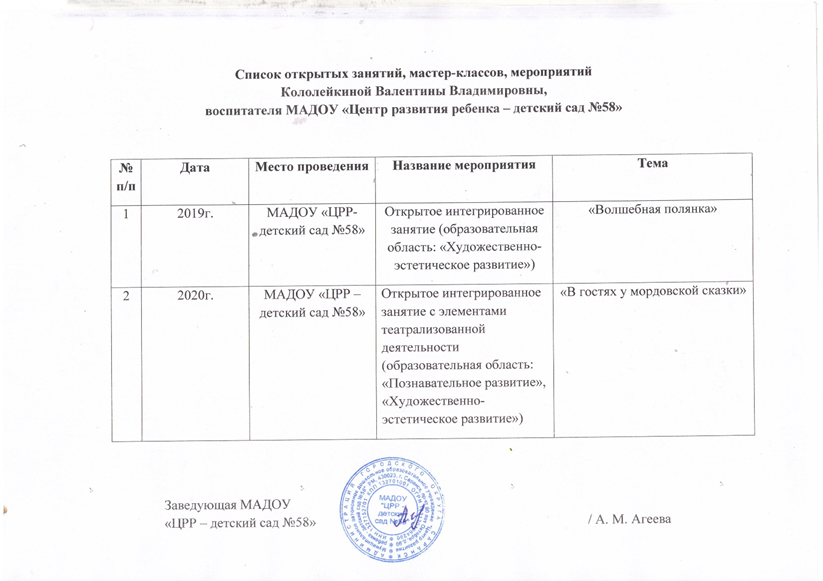 Список открытых занятий, мастер-классов, мероприятий
Кололейкиной Валентины Владимировны,
воспитателя МАДОУ «Центр развития ребенка – детский сад №58»
№ п/п
Дата
Место проведения
Название мероприятия
Тема
1
2019г.
МАДОУ «ЦРР-
детский сад №58»
Открытое интегрированное
занятие (образовательная
область: «Художественно-
эстетическое развитие»)
«Волшебная полянка»
2
2020г.
МАДОУ «ЦРР –
детский сад №58»
Открытое интегрированное
занятие с элементами
театрализованной
деятельности
(образовательная область:
«Познавательное развитие»,
«Художественно-
эстетическое развитие»)
«В гостях у мордовской сказки»
Заведующая МАДОУ
«ЦРР – детский сад №58»
МАДОУ
"ЦРР
детский
сад
/ А. М. Агеева